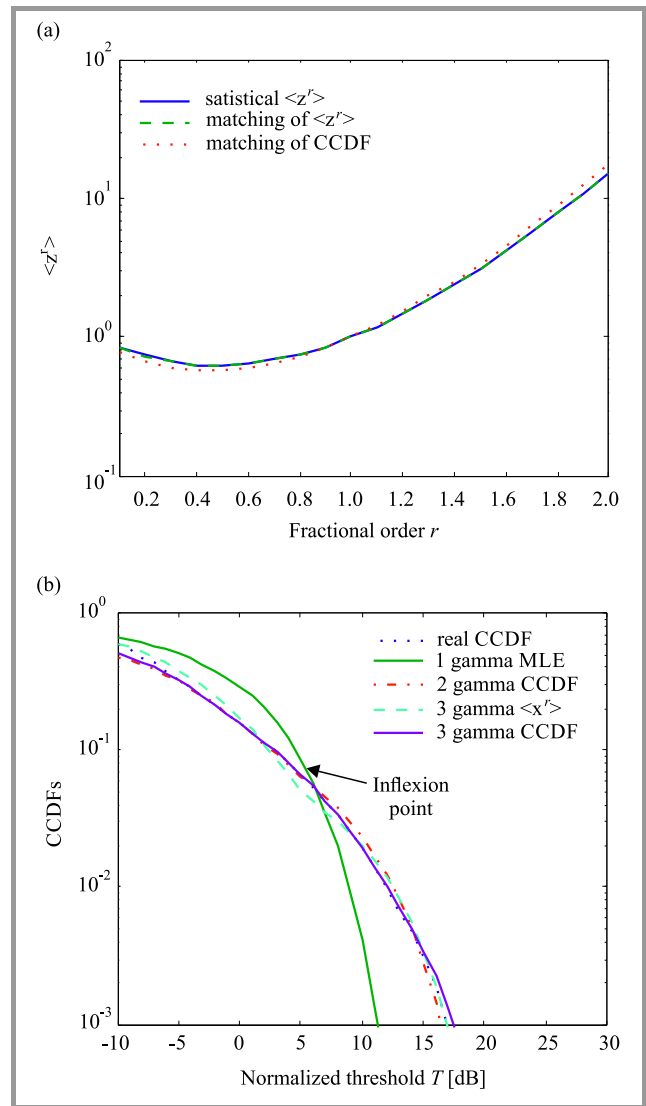 (a)
10^2
10^1
10^0
10^-1
<z^r>
satistical <z^r>
matching of <z^r>
matching of CCDF
0.2 0.4 0.6 0.8 1.0 1.2 1.4 1.6 1.8 2.0
Fractional order r
(b)
10^0
10^-1
10^-2
10^-3
CCDFs
real CCDF
1 gamma MLE
2 gamma CCDF
3 gamma <x^r>
3 gamma CCDF
Inflexion
point
-10 -5 0 5 10 15 20 25 30
Normalized threshold T [dB]